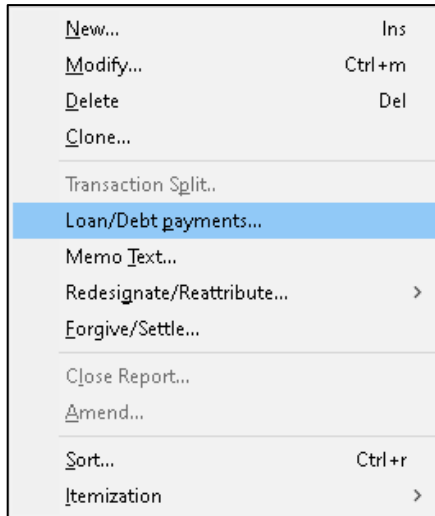 New... Ins
Modify... Ctrl+m
Delete Del
Clone...
Transaction Split..
Loan/Debt payments...
Memo Text...
Redesignate/Reattribute... >
Forgive/Settle...
Close Report...
Amend...
Sort... Ctrl+r
Itemization >